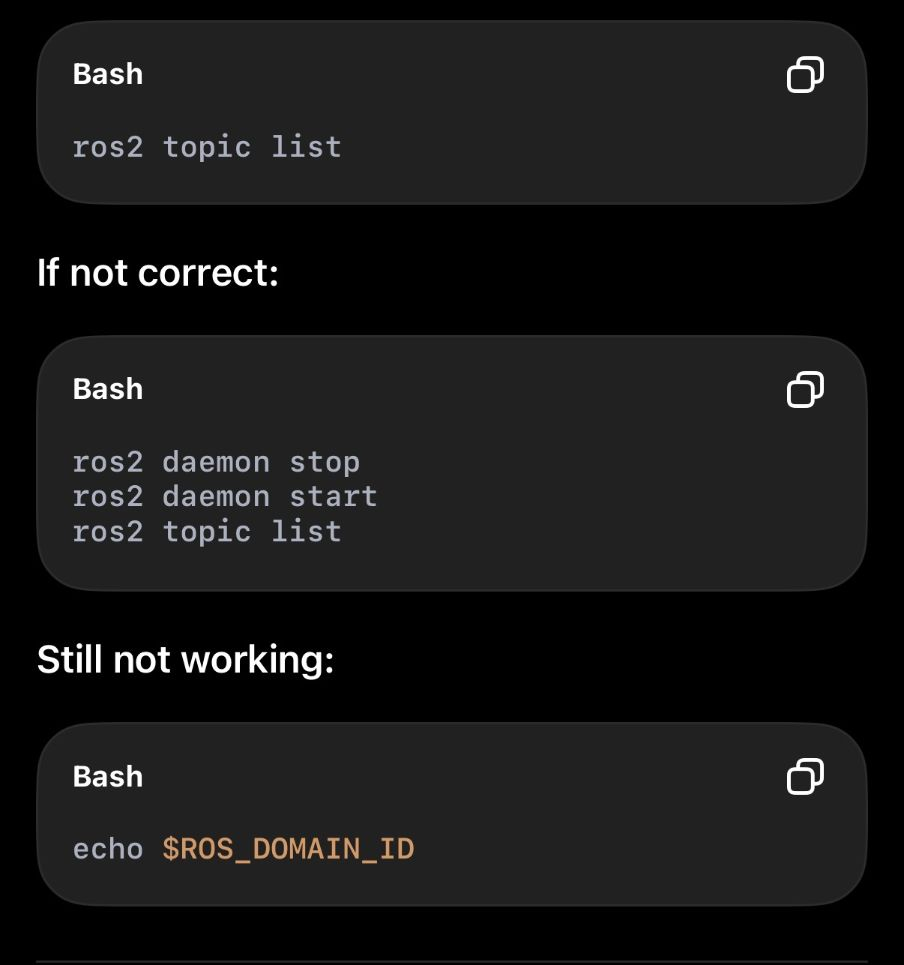 Bash
ros2 topic list
If not correct:
Bash
ros2 daemon stop
ros2 daemon start
ros2 topic list
Still not working:
Bash
echo $ROS_DOMAIN_ID